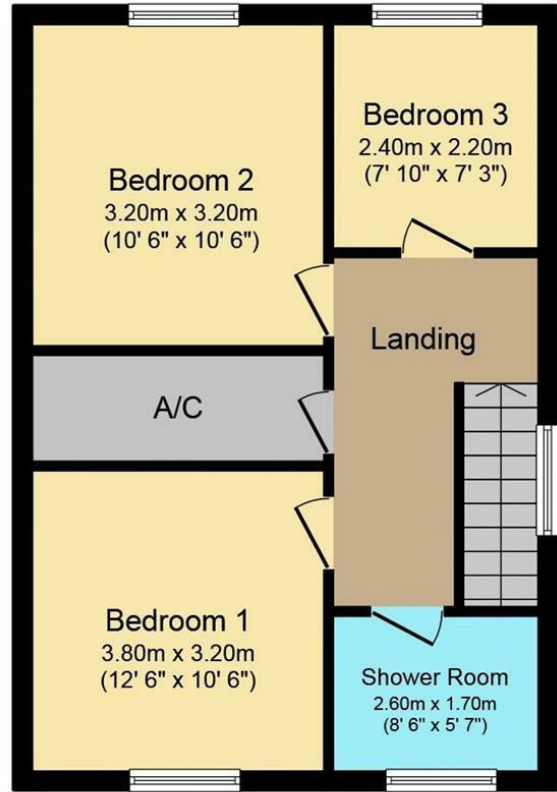 Bedroom 2
3.20m x 3.20m
(10' 6" x 10' 6")
Bedroom 3
2.40m x 2.20m
(7' 10" x 7' 3")
Landing
A/C
Bedroom 1
3.80m x 3.20m
(12' 6" x 10' 6")
Shower Room
2.60m x 1.70m
(8' 6" x 5' 7")